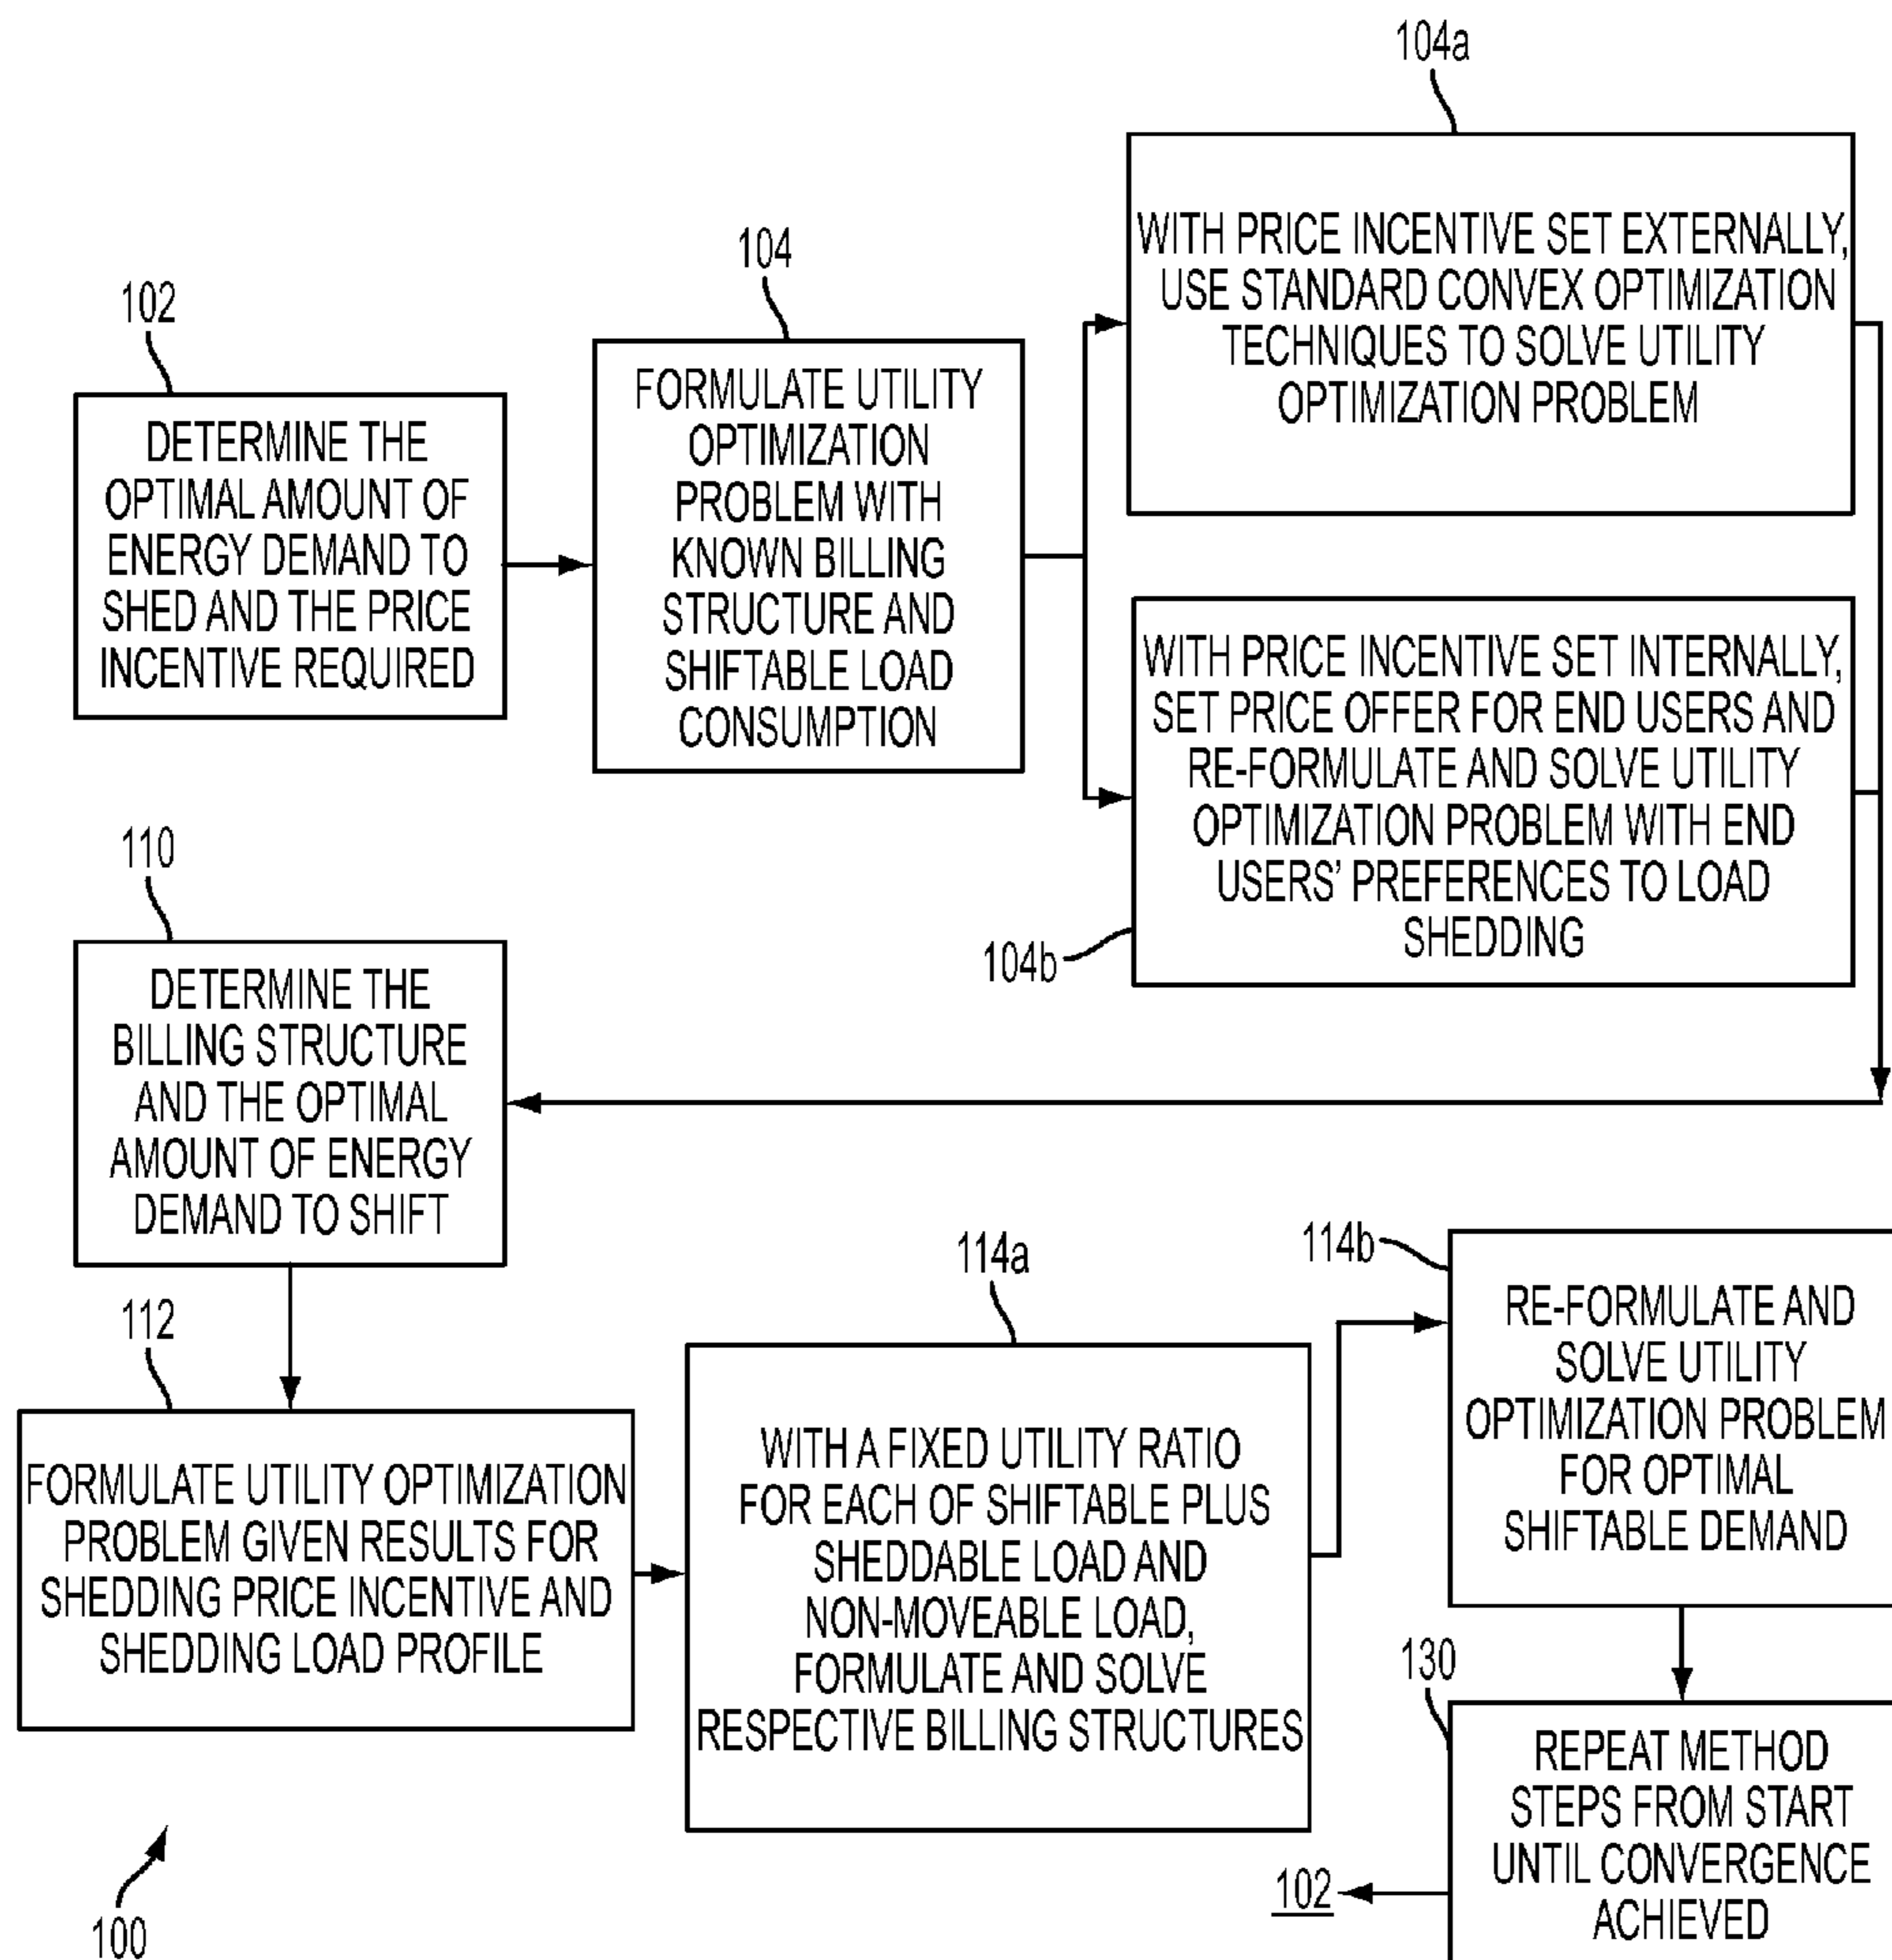 102
DETERMINE THE
OPTIMAL AMOUNT OF
ENERGY DEMAND TO
SHED AND THE PRICE
INCENTIVE REQUIRED
104
FORMULATE UTILITY
OPTIMIZATION
PROBLEM WITH
KNOWN BILLING
STRUCTURE AND
SHIFTABLE LOAD
CONSUMPTION
104a
WITH PRICE INCENTIVE SET EXTERNALLY,
USE STANDARD CONVEX OPTIMIZATION
TECHNIQUES TO SOLVE UTILITY
OPTIMIZATION PROBLEM
104b
WITH PRICE INCENTIVE SET INTERNALLY,
SET PRICE OFFER FOR END USERS AND
RE-FORMULATE AND SOLVE UTILITY
OPTIMIZATION PROBLEM WITH END
USERS' PREFERENCES TO LOAD
SHEDDING
110
DETERMINE THE
BILLING STRUCTURE
AND THE OPTIMAL
AMOUNT OF ENERGY
DEMAND TO SHIFT
112
FORMULATE UTILITY OPTIMIZATION
PROBLEM GIVEN RESULTS FOR
SHEDDING PRICE INCENTIVE AND
SHEDDING LOAD PROFILE
114a
WITH A FIXED UTILITY RATIO
FOR EACH OF SHIFTABLE PLUS
SHEDDABLE LOAD AND
NON-MOVEABLE LOAD,
FORMULATE AND SOLVE
RESPECTIVE BILLING STRUCTURES
114b
RE-FORMULATE AND
SOLVE UTILITY
OPTIMIZATION PROBLEM
FOR OPTIMAL
SHIFTABLE DEMAND
130
REPEAT METHOD
STEPS FROM START
UNTIL CONVERGENCE
ACHIEVED
102
100